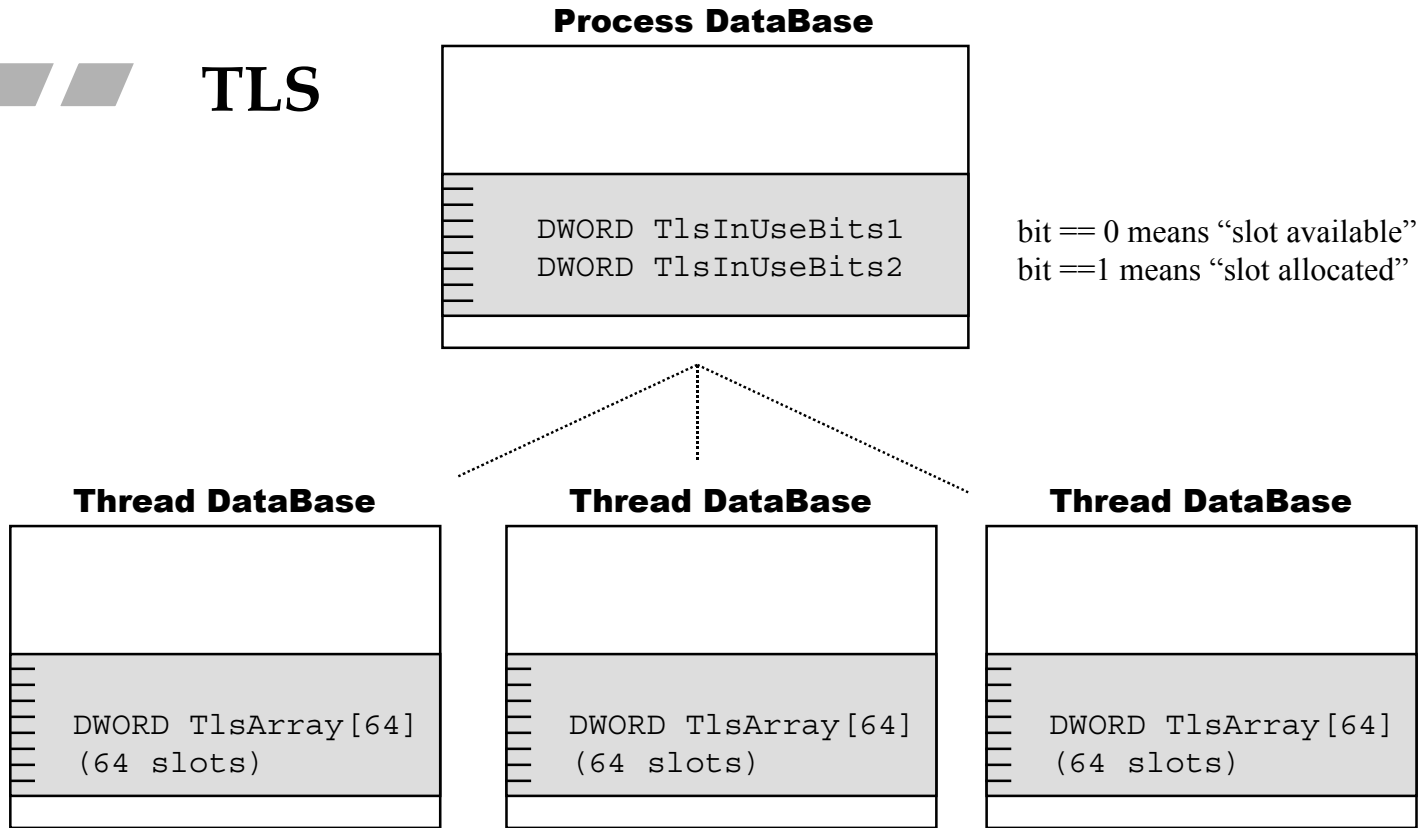 Process DataBase
TLS
DWORD TlsInUseBits1
DWORD TlsInUseBits2
bit == 0 means “slot available”
bit ==1 means “slot allocated”
Thread DataBase
DWORD TlsArray[64]
(64 slots)
Thread DataBase
DWORD TlsArray[64]
(64 slots)
Thread DataBase
DWORD TlsArray[64]
(64 slots)